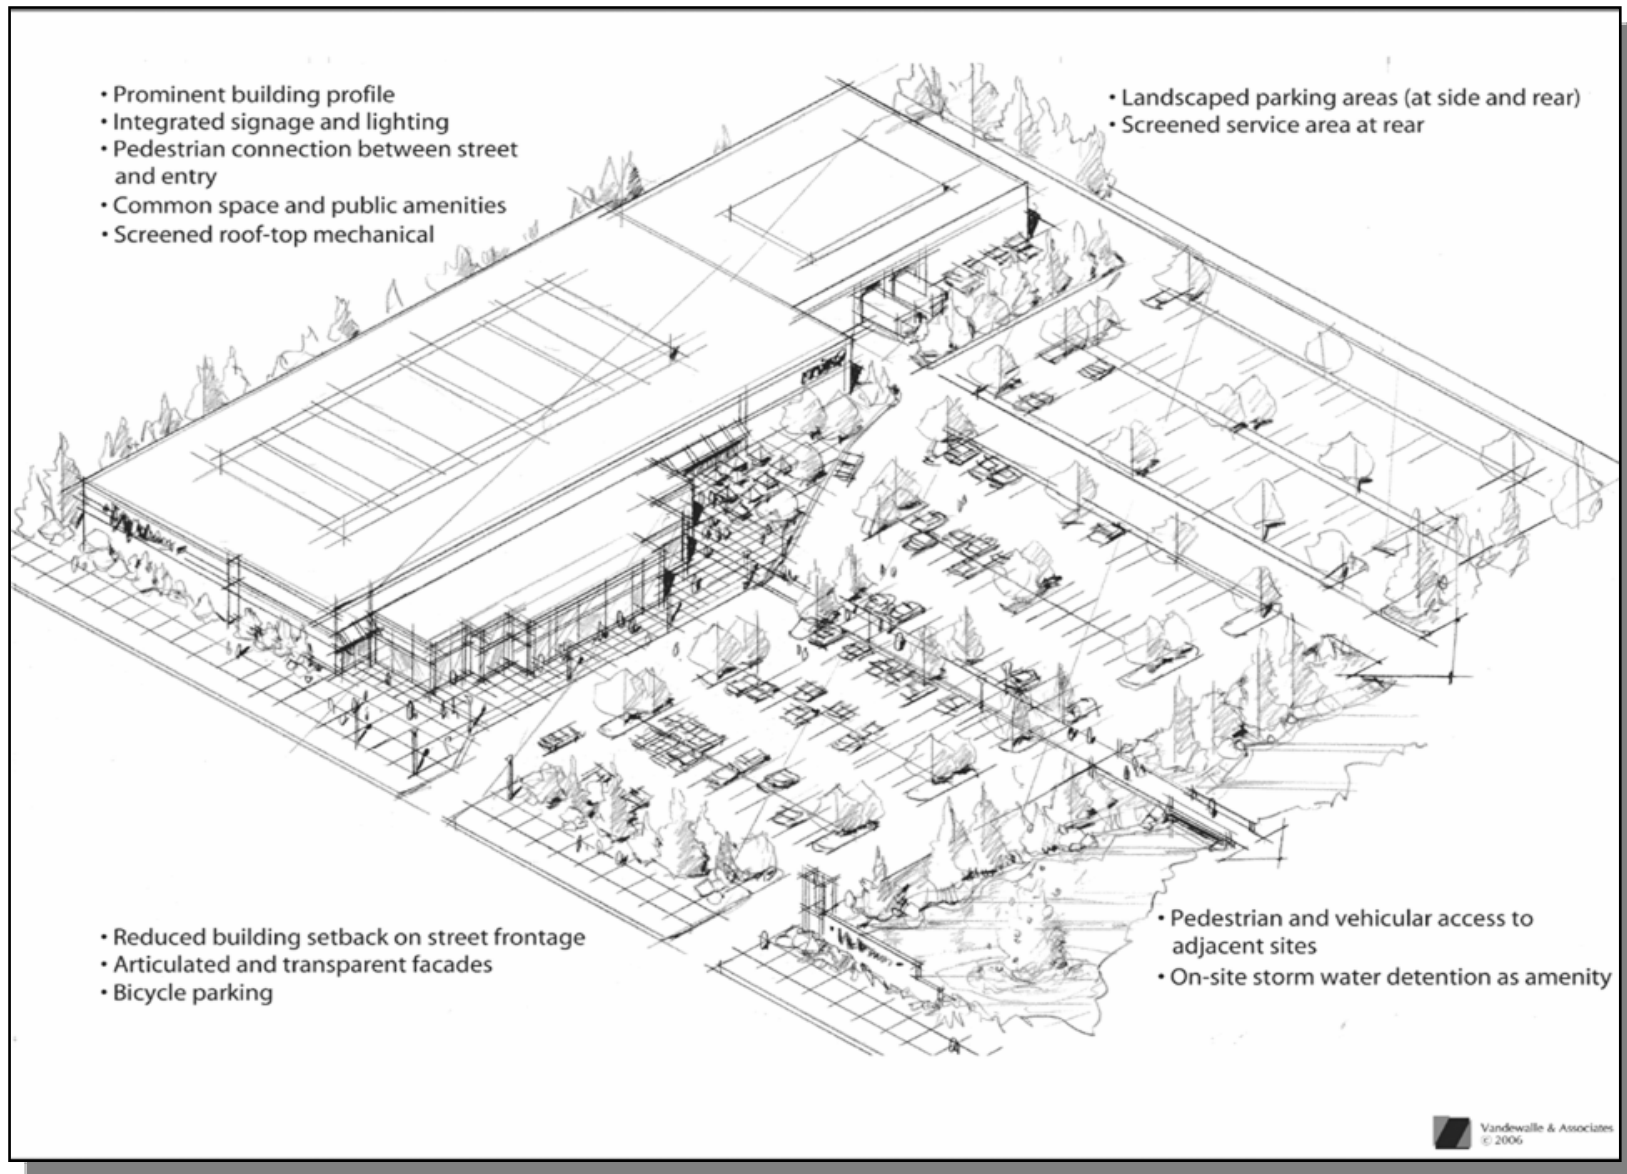 • Prominent building profile
• Integrated signage and lighting
• Pedestrian connection between street
and entry
• Common space and public amenities
• Screened roof-top mechanical
• Landscaped parking areas (at side and rear)
• Screened service area at rear
• Reduced building setback on street frontage
• Articulated and transparent facades
• Bicycle parking
• Pedestrian and vehicular access to
adjacent sites
• On-site storm water detention as amenity
Vandewalle & Associates
© 2006